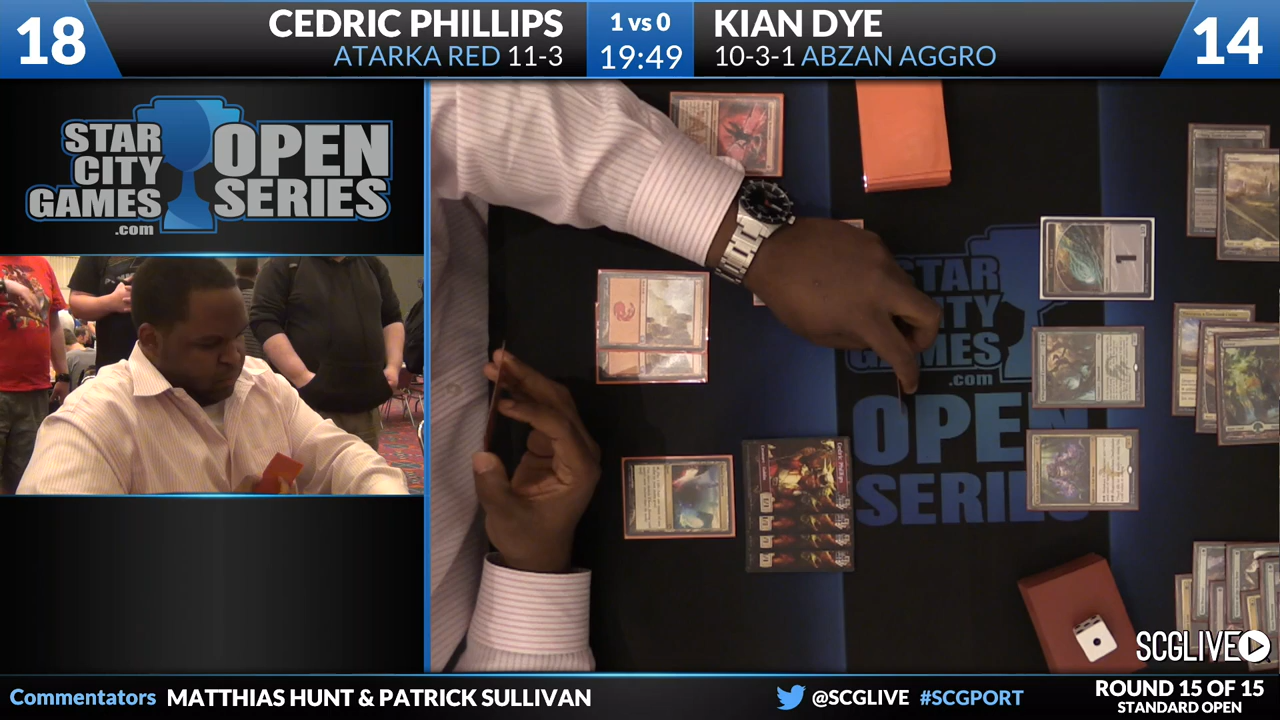 18
CEDRIC PHILLIPS
ATARKA RED 11-3
1 vs 0
19:49
KIAN DYE
10-3-1 ABZAN AGGRO
14
STAR
CITY
GAMES
.com
OPEN
SERIES
STAR
CITY
GAMES
.com
OPEN
SERIES
1
SCGLIVE
Commentators MATTHIAS HUNT & PATRICK SULLIVAN
@SCGLIVE #SCGPORT
ROUND 15 OF 15
STANDARD OPEN